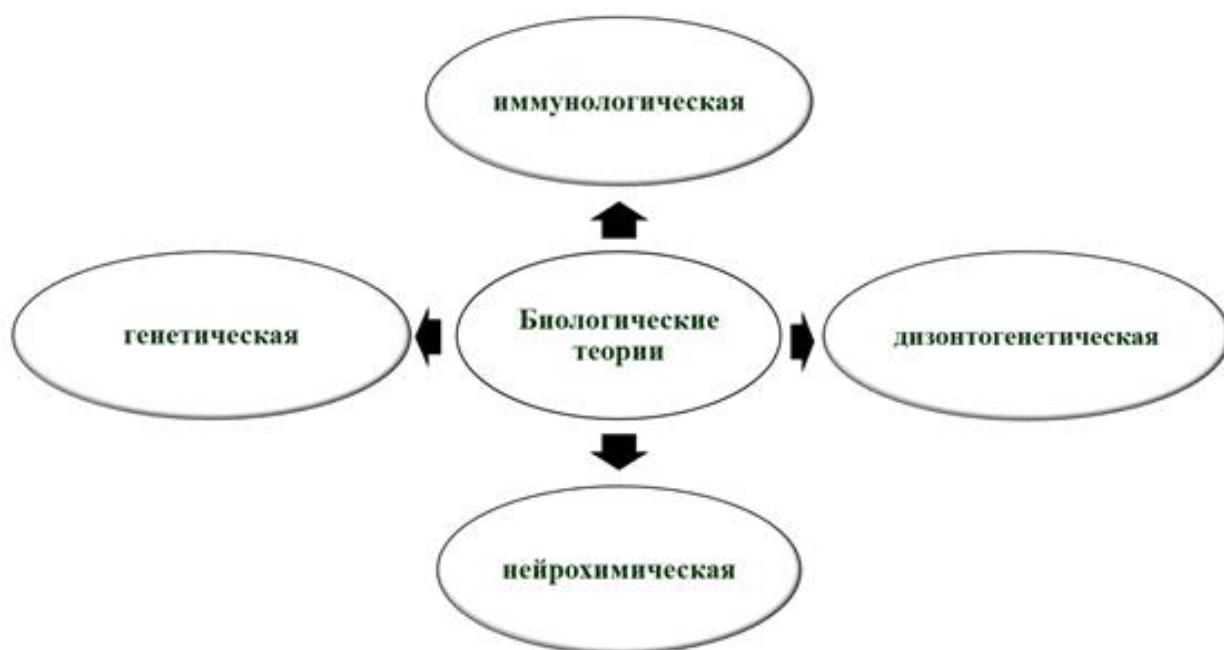 иммунологическая
генетическая
Биологические
теории
дизонтогенетическая
нейрохимическая